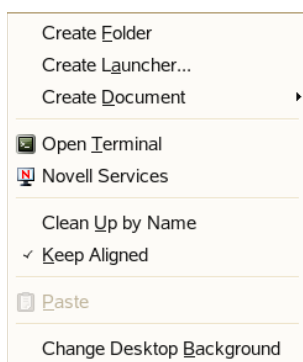 Create Folder
Create Launcher...
Create Document
Open Terminal
Novell Services
Clean Up by Name
Keep Aligned
Paste
Change Desktop Background